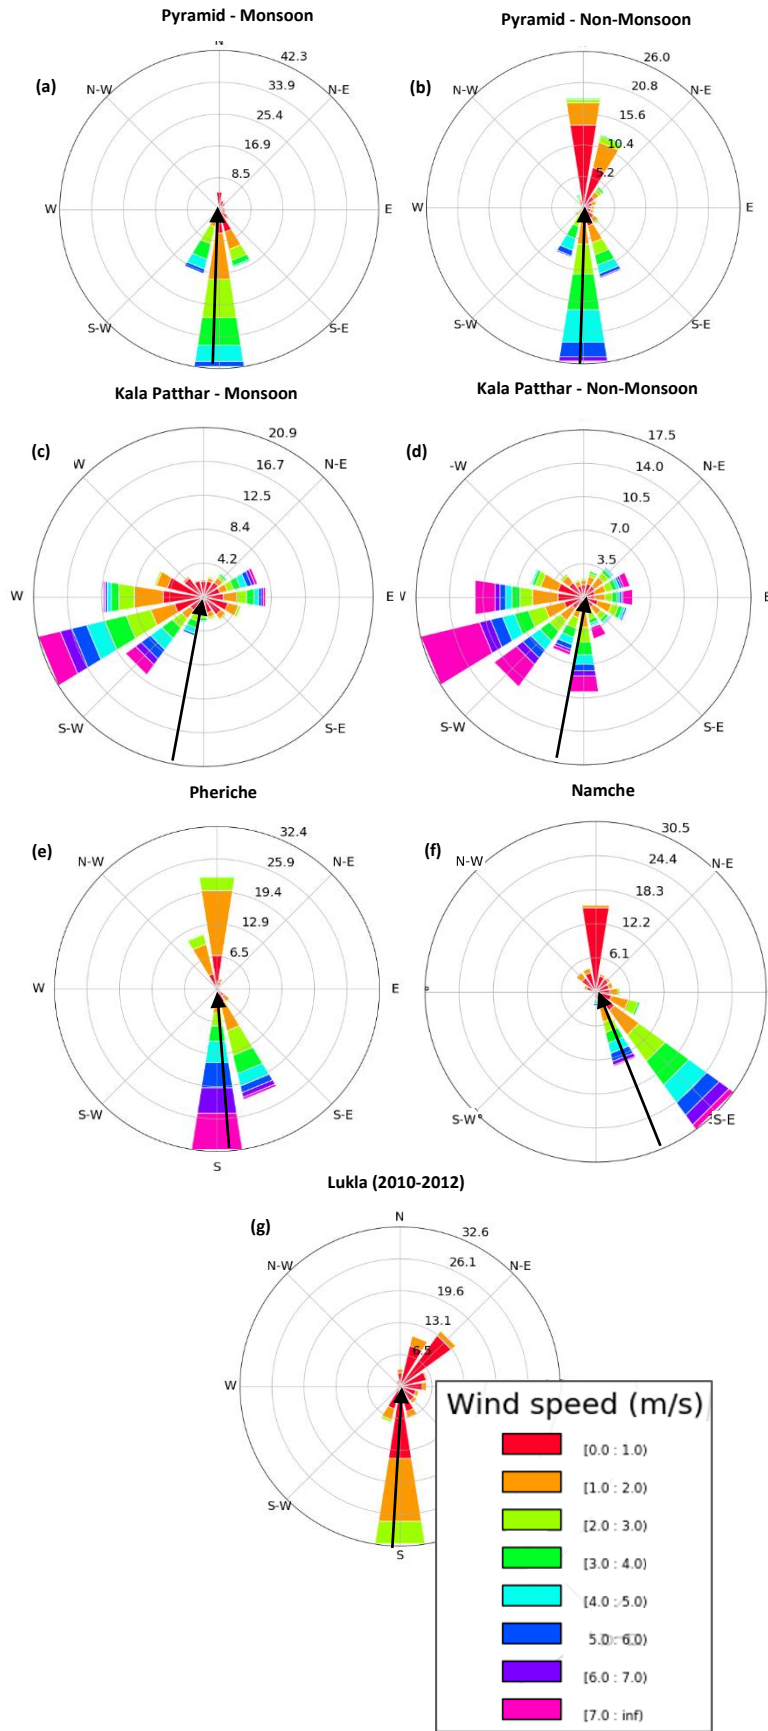 Pyramid - Monsoon
Pyramid - Non-Monsoon
(a)
N
42.3
33.9
25.4
16.9
8.5
N-W
N-E
W
E
S-W
S-E
(b)
26.0
20.8
15.6
10.4
5.2
N-W
N-E
W
E
S-W
S-E
Kala Patthar - Monsoon
Kala Patthar - Non-Monsoon
(c)
20.9
16.7
12.5
8.4
4.2
W
N-E
W
E
S-W
S-E
(d)
17.5
14.0
10.5
7.0
3.5
-W
N-E
S-W
S-E
Pheriche
Namche
(e)
32.4
25.9
19.4
12.9
6.5
N-W
N-E
W
E
S-W
S-E
S
(f)
30.5
24.4
18.3
12.2
6.1
N-W
N-E
S-W
S-E
Lukla (2010-2012)
(g)
N
32.6
26.1
19.6
13.1
6.5
N-W
N-E
W
S-W
S
Wind speed (m/s)
[0.0 : 1.0)
[1.0 : 2.0)
[2.0 : 3.0)
[3.0 : 4.0)
[4.0 : 5.0)
5.0 : 6.0)
[6.0 : 7.0)
[7.0 : inf)